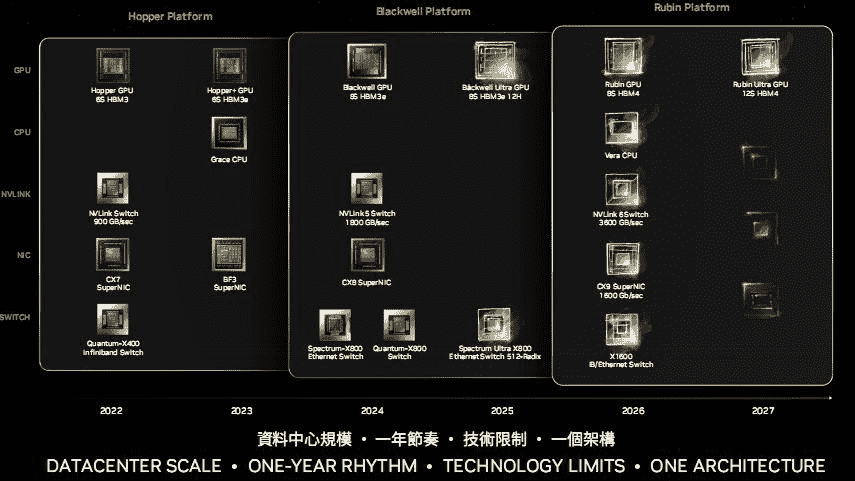 Hopper Platform
Blackwell Platform
Rubin Platform
GPU
Hopper GPU
6S HBM3
Hopper+ GPU
6S HBM3e
Blackwell GPU
8S HBM3e
Blackwell Ultra GPU
8S HBM3e 12H
Rubin GPU
8S HBM4
Rubin Ultra GPU
12S HBM4
CPU
Grace CPU
Vera CPU
NVLINK
NVLink Switch
900 GB/sec
NVLink 5 Switch
1800 GB/sec
NVLink 6 Switch
3600 GB/sec
NIC
CX7
SuperNIC
BF3
SuperNIC
CX8 SuperNIC
CX9 SuperNIC
1600 Gb/sec
SWITCH
Quantum-X400
Infiniband Switch
Spectrum-X800
Ethernet Switch
Quantum-X800
Switch
Spectrum Ultra X800
Ethernet Switch 512-Radix
X1600
IB/Ethernet Switch
2022
2023
2024
2025
2026
2027
資料中心規模 • 一年節奏 • 技術限制 • 一個架構
DATACENTER SCALE • ONE-YEAR RHYTHM • TECHNOLOGY LIMITS • ONE ARCHITECTURE